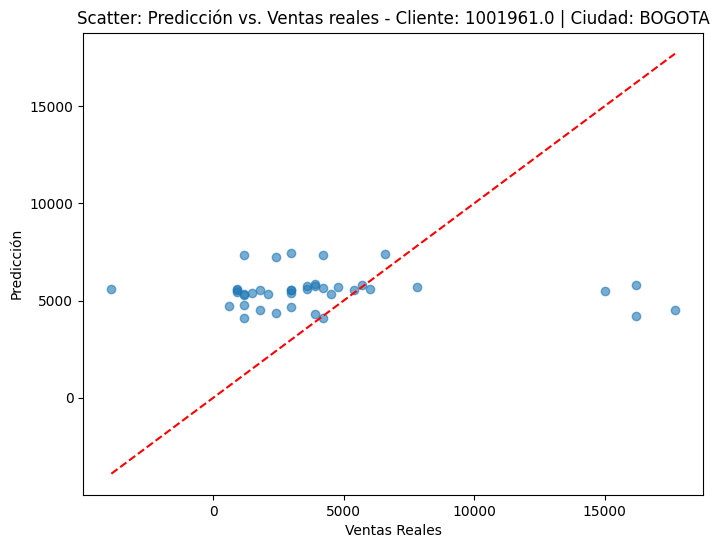 Scatter: Predicción vs. Ventas reales - Cliente: 1001961.0 | Ciudad: BOGOTA
15000
10000
5000
0
Predicción
0
5000
10000
15000
Ventas Reales